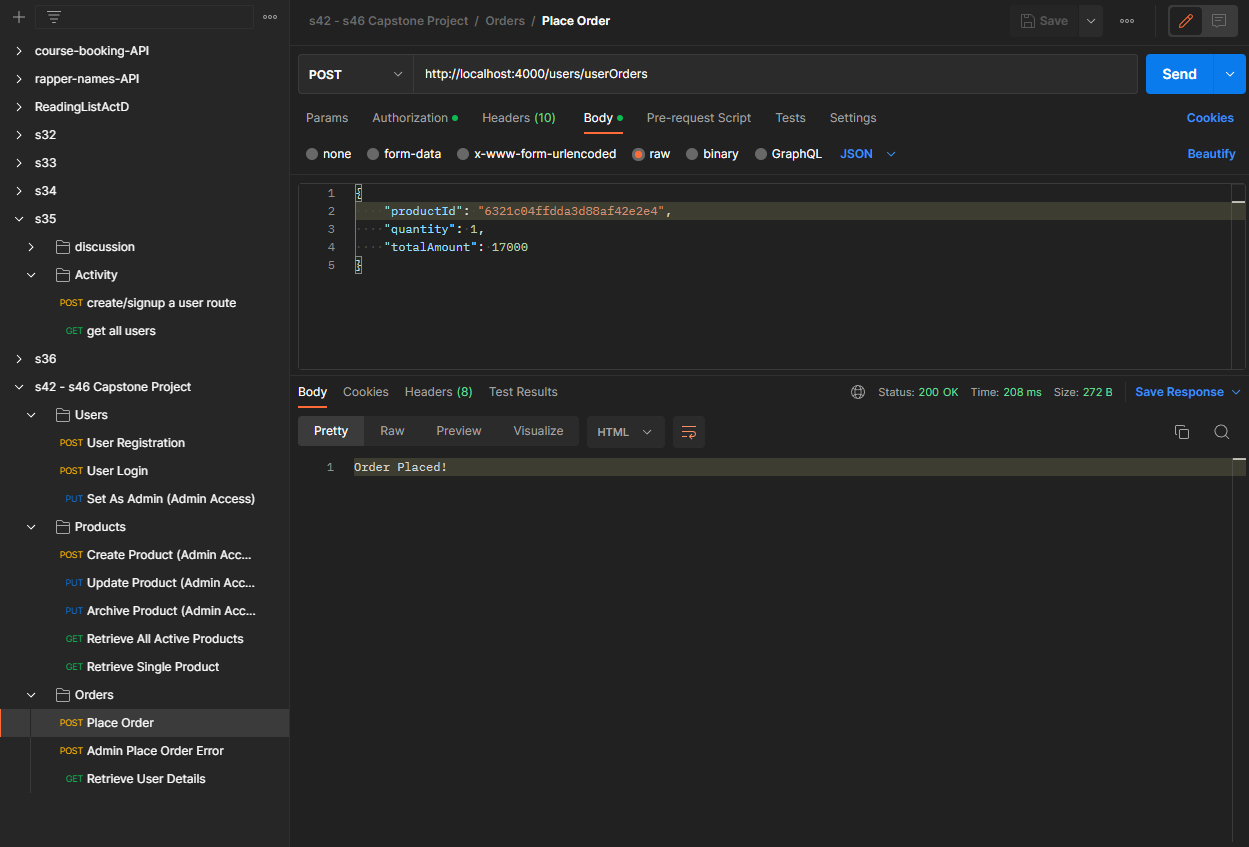 course-booking-API
rapper-names-API
ReadingListActD
s32
s33
s34
s35
discussion
Activity
POST create/signup a user route
GET get all users
s36
s42 - s46 Capstone Project
Users
POST User Registration
POST User Login
PUT Set As Admin (Admin Access)
Products
POST Create Product (Admin Acc...
PUT Update Product (Admin Acc...
PUT Archive Product (Admin Acc...
GET Retrieve All Active Products
GET Retrieve Single Product
Orders
POST Place Order
POST Admin Place Order Error
GET Retrieve User Details
s42 - s46 Capstone Project / Orders / Place Order
Save
POST http://localhost:4000/users/userOrders Send
Params Authorization Headers (10) Body Pre-request Script Tests Settings Cookies
none form-data x-www-form-urlencoded raw binary GraphQL JSON Beautify
1 {
2 "productId": "6321c04ffdda3d88af42e2e4",
3 "quantity": 1,
4 "totalAmount": 17000
5 }
Body Cookies Headers (8) Test Results Status: 200 OK Time: 208 ms Size: 272 B Save Response
Pretty Raw Preview Visualize HTML
1 Order Placed!